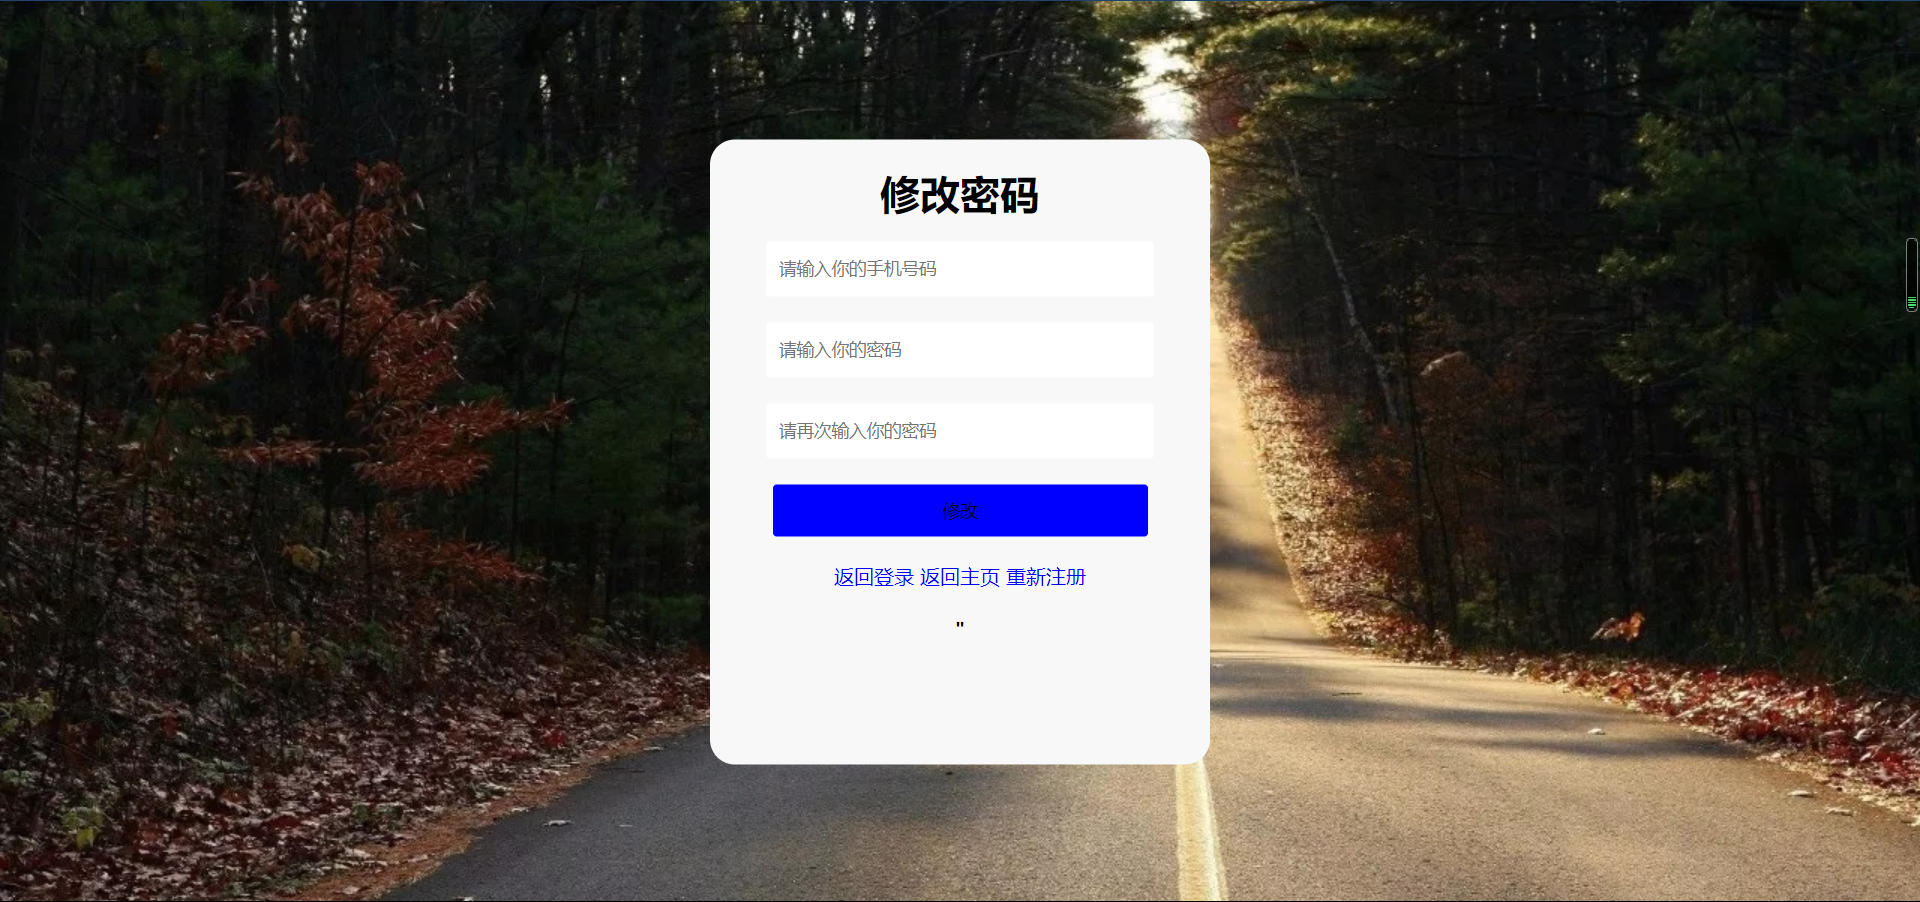 修改密码
请输入你的手机号码
请输入你的密码
请再次输入你的密码
修改
返回登录 返回主页 重新注册
"